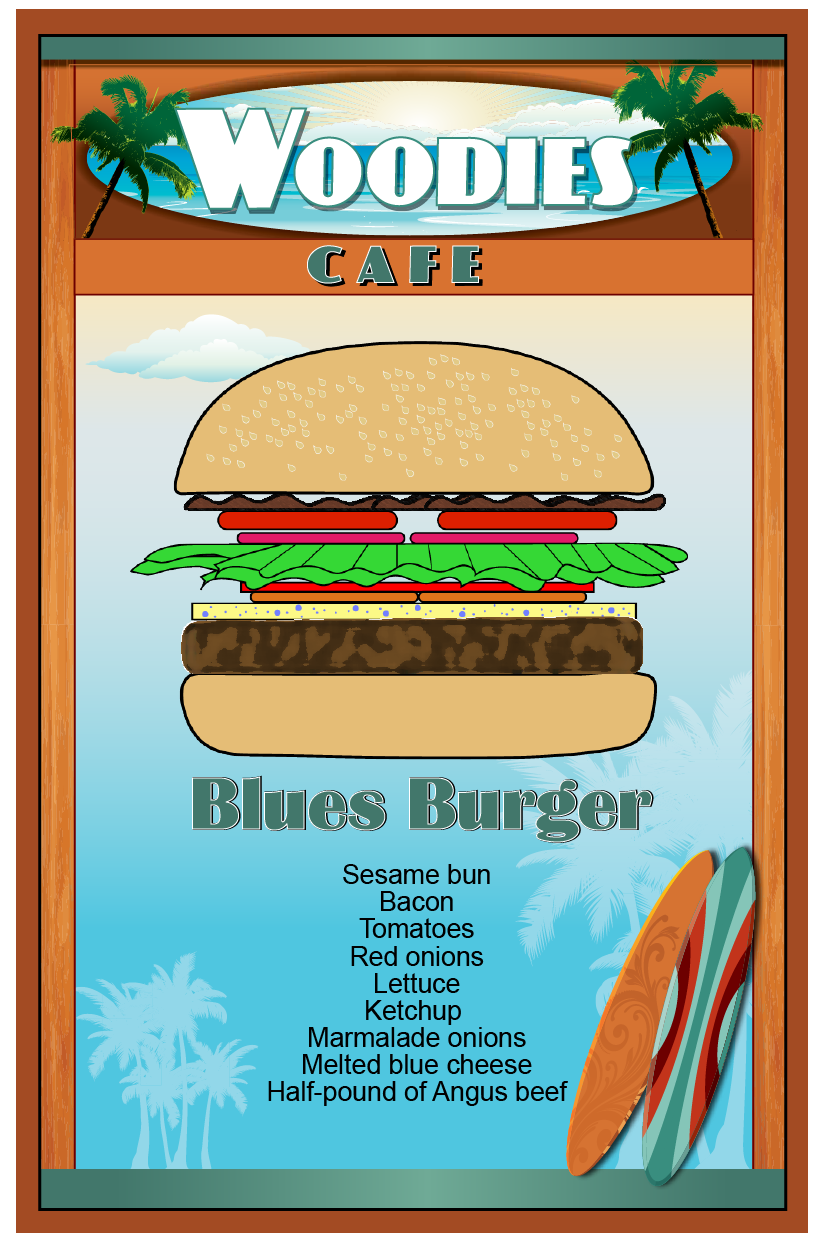 WOODIES
CAFE
Blues Burger
Sesame bun
Bacon
Tomatoes
Red onions
Lettuce
Ketchup
Marmalade onions
Melted blue cheese
Half-pound of Angus beef